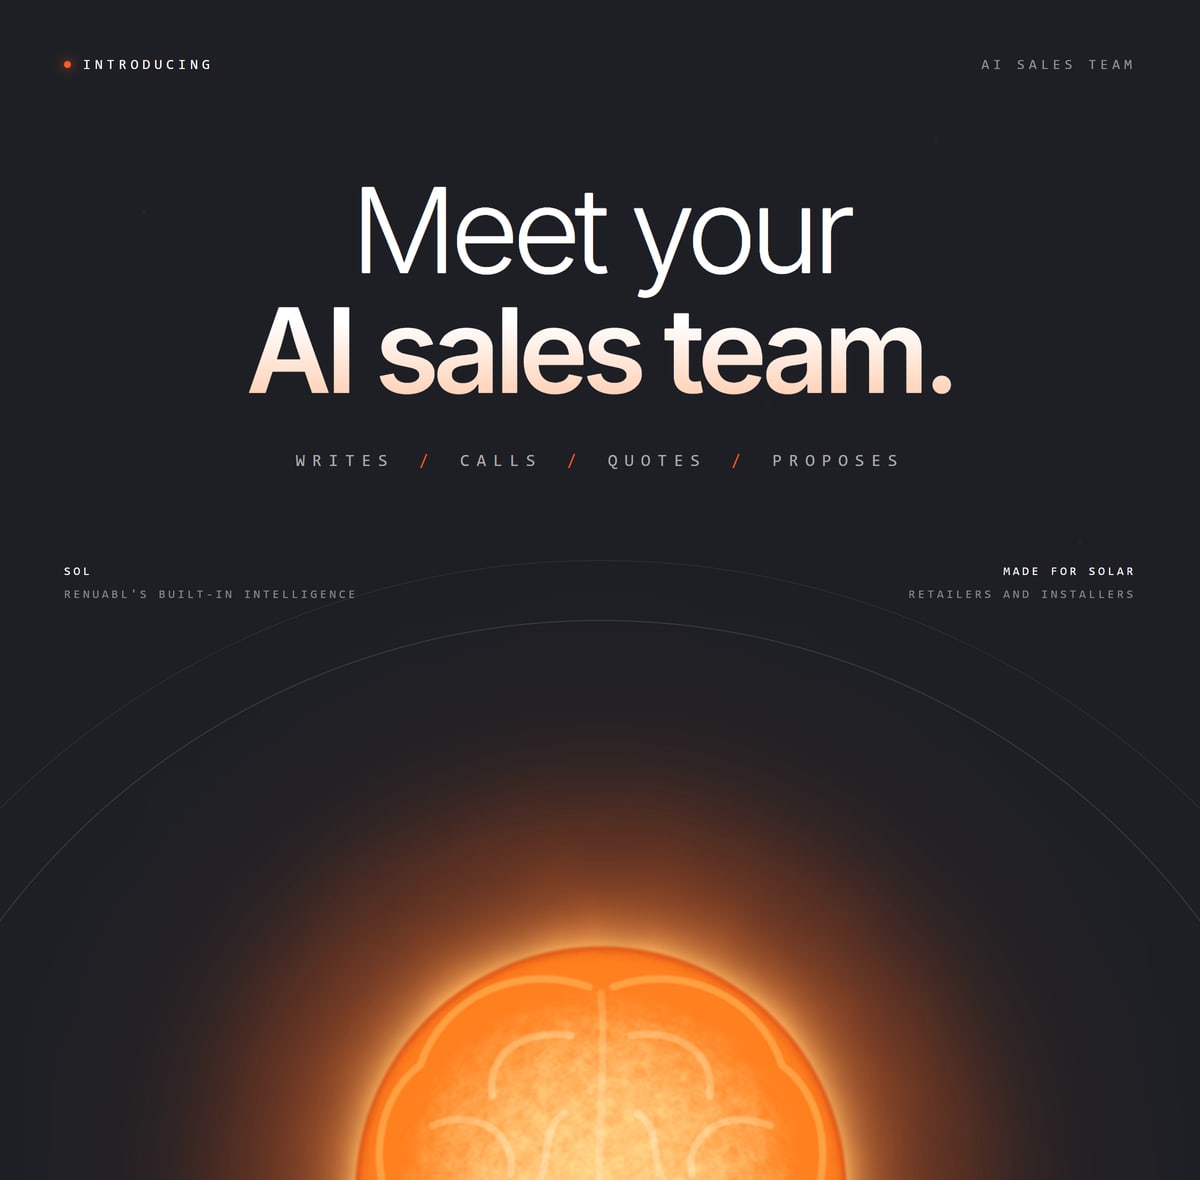 INTRODUCING
AI SALES TEAM
Meet your
AI sales team.
WRITES / CALLS / QUOTES / PROPOSES
SOL
RENUABL'S BUILT-IN INTELLIGENCE
MADE FOR SOLAR
RETAILERS AND INSTALLERS